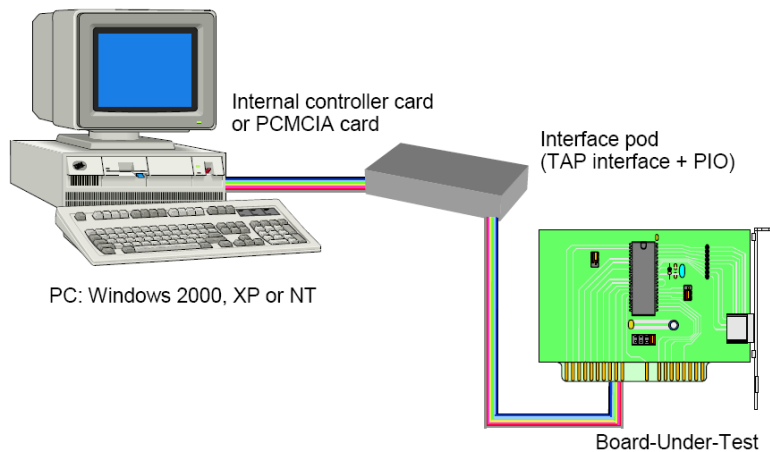 Internal controller card
or PCMCIA card
Interface pod
(TAP interface + PIO)
PC: Windows 2000, XP or NT
Board-Under-Test